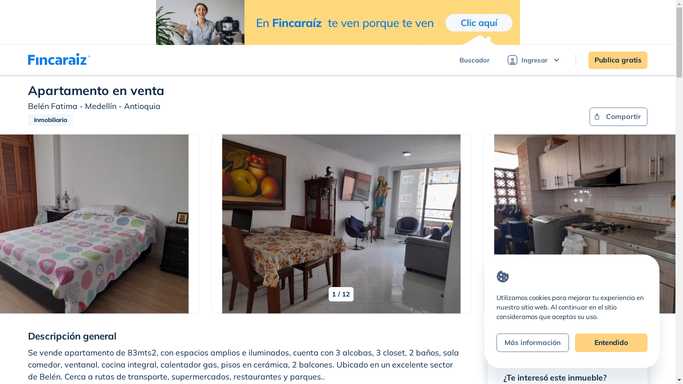 En Fincaraíz te ven porque te ven
Clic aquí
Fincaraíz
Buscador
Ingresar
Publica gratis
Apartamento en venta
Belén Fatima - Medellín - Antioquia
Inmobiliaria
Compartir
1 / 12
Utilizamos cookies para mejorar tu experiencia en
nuestro sitio web. Al continuar en el sitio
consideramos que aceptas su uso.
Más información
Entendido
Descripción general
Se vende apartamento de 83mts2, con espacios amplios e iluminados, cuenta con 3 alcobas, 3 closet, 2 baños, sala
comedor, ventanal, cocina integral, calentador gas, pisos en cerámica, 2 balcones. Ubicado en un excelente sector
de Belén. Cerca a rutas de transporte, supermercados, restaurantes y parques..
¿Te interesó este inmueble?